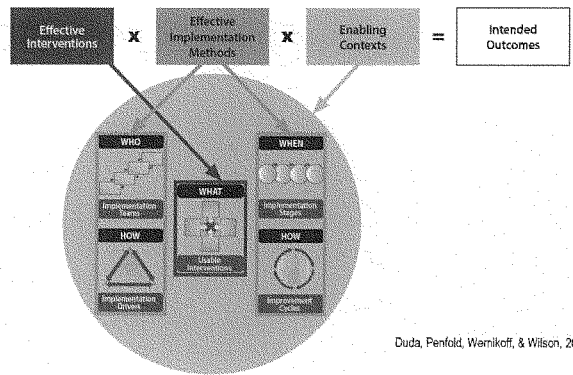 Effective
Interventions
x
Effective
Implementation
Methods
x
Enabling
Contexts
=
Intended
Outcomes
WHO
Implementation
Teams
HOW
Implementation
Drivers
WHAT
Usable
Interventions
WHEN
Implementation
Stages
HOW
Improvement
Cycles
Duda, Penfold, Wernikoff, & Wilson, 20